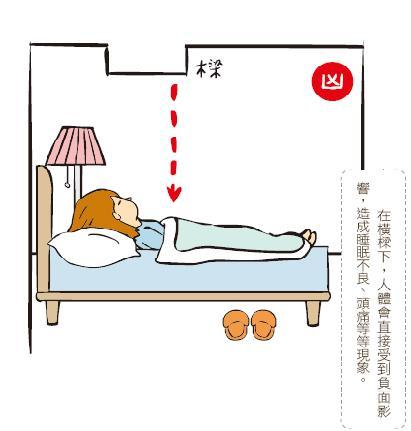 樑
凶
在橫樑下，人體會直接受到負面影
響，造成睡眠不良、頭痛等等現象。